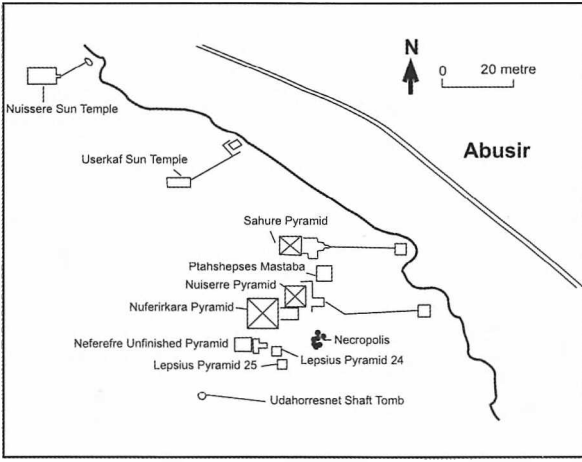 N
0 20 metre
Nuissere Sun Temple
Abusir
Userkaf Sun Temple
Sahure Pyramid
Ptahshepses Mastaba
Nuiserre Pyramid
Nuferirkara Pyramid
Neferefre Unfinished Pyramid
Necropolis
Lepsius Pyramid 24
Lepsius Pyramid 25
Udahorresnet Shaft Tomb